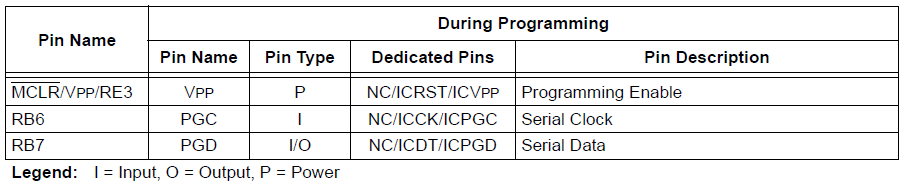 Pin Name During Programming
Pin Name Pin Type Dedicated Pins Pin Description
MCLR/VPP/RE3 VPP P NC/ICRST/ICVPP Programming Enable
RB6 PGC I NC/ICCK/ICPGC Serial Clock
RB7 PGD I/O NC/ICDT/ICPGD Serial Data
Legend: I = Input, O = Output, P = Power